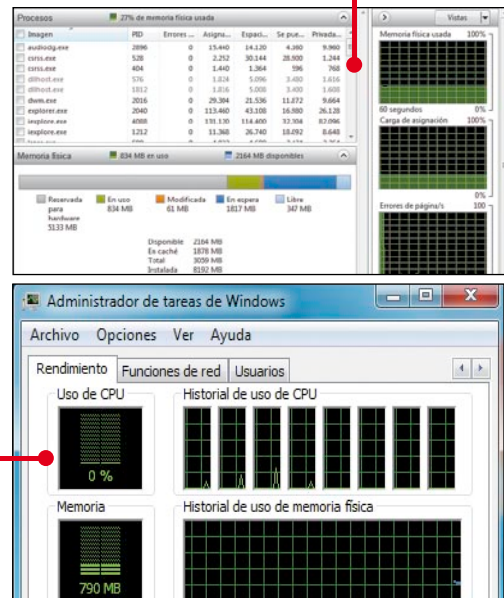 Procesos 27% de memoria física usada
Imagen PID Errores ... Asigna... Espaci... Se pue... Privada...
audiodg.exe 2896 0 15.440 14.120 4.360 9.960
csrss.exe 528 0 2.252 30.144 28.900 1.244
csrss.exe 404 0 1.440 1.364 596 768
dllhost.exe 576 0 1.824 5.096 3.480 1.616
dllhost.exe 1812 0 1.816 5.008 3.400 1.608
dwm.exe 2016 0 29.304 21.536 11.872 9.664
explorer.exe 2040 0 113.460 43.108 16.980 26.128
iexplore.exe 4088 0 131.120 114.400 32.304 82.096
iexplore.exe 1212 0 11.368 26.740 18.092 8.648
Memoria física 834 MB en uso 2164 MB disponibles
Reservada para hardware
5133 MB
En uso
834 MB
Modificada
61 MB
En espera
1817 MB
Libre
347 MB
Disponible 2164 MB
En caché 1878 MB
Total 3059 MB
Instalada 8192 MB
Vistas
Memoria física usada 100%
60 segundos 0%
Carga de asignación 100%
0%
Errores de página/s 100
Administrador de tareas de Windows
Archivo Opciones Ver Ayuda
Rendimiento Funciones de red Usuarios
Uso de CPU Historial de uso de CPU
0 %
Memoria Historial de uso de memoria física
790 MB